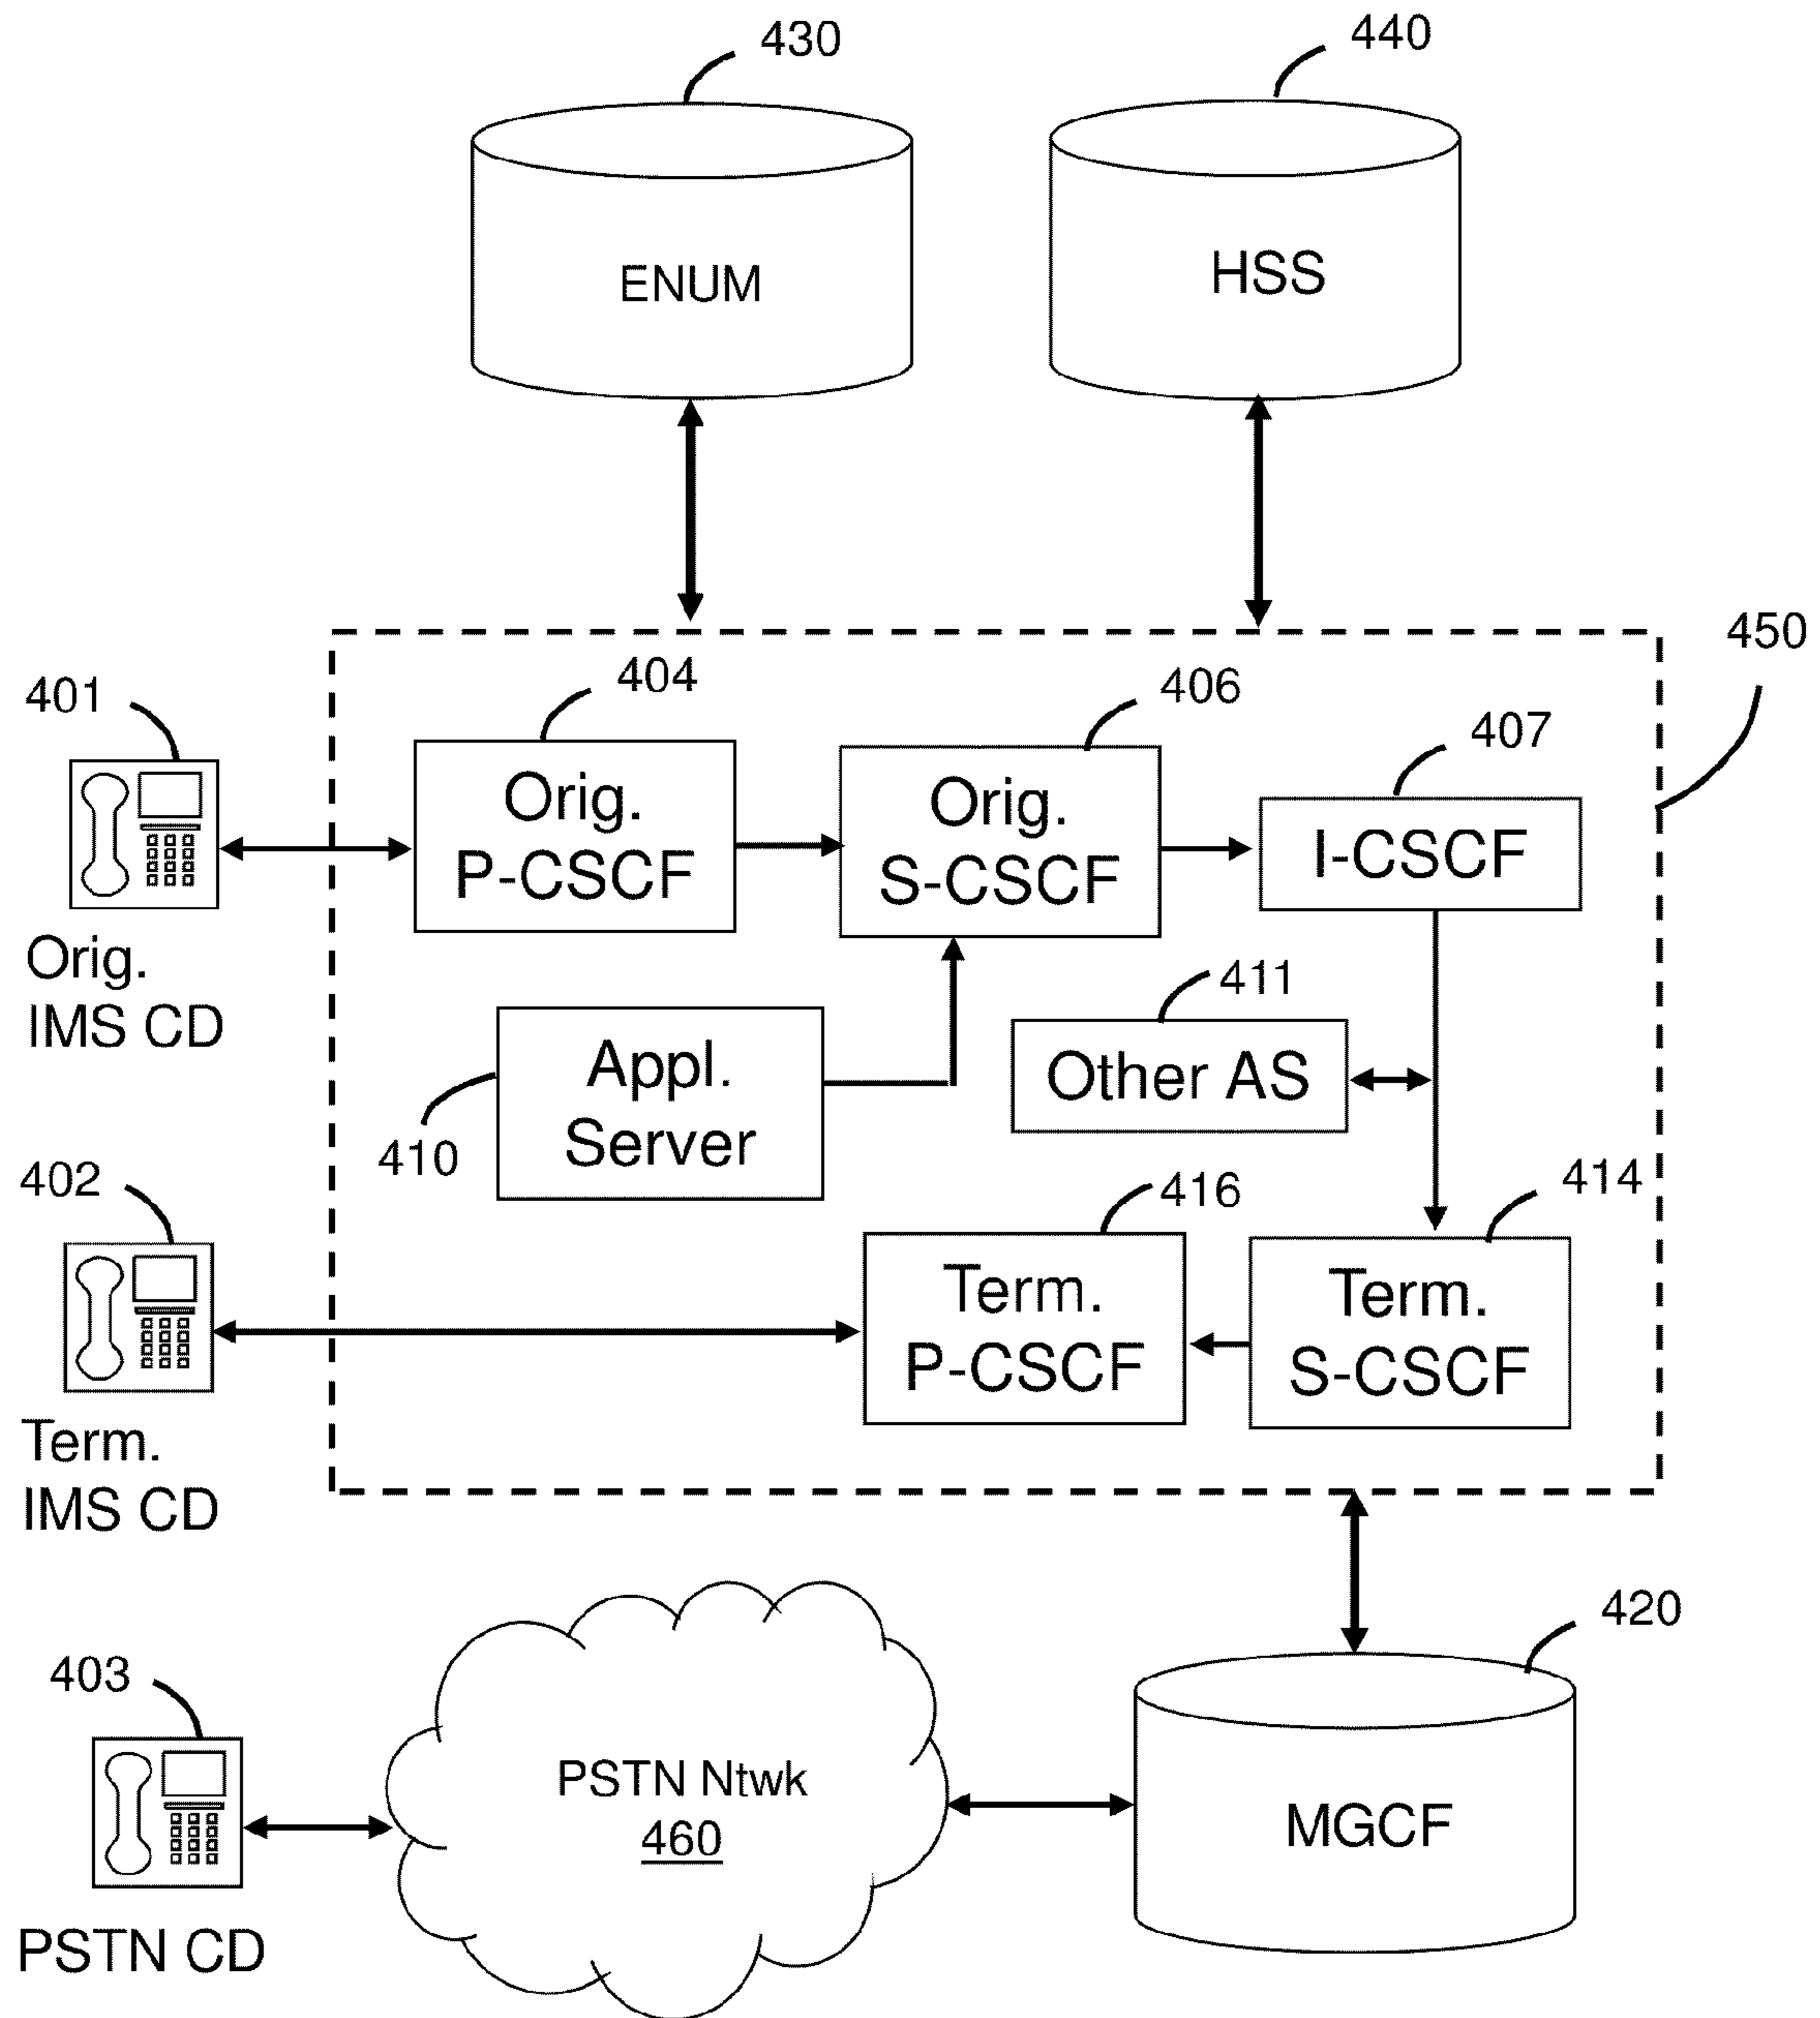 430
440
ENUM
HSS
450
401
404
406
407
Orig.
P-CSCF
Orig.
S-CSCF
I-CSCF
Orig.
IMS CD
411
Appl.
Server
Other AS
410
402
416
414
Term.
P-CSCF
Term.
S-CSCF
Term.
IMS CD
420
403
PSTN Ntwk
460
MGCF
PSTN CD